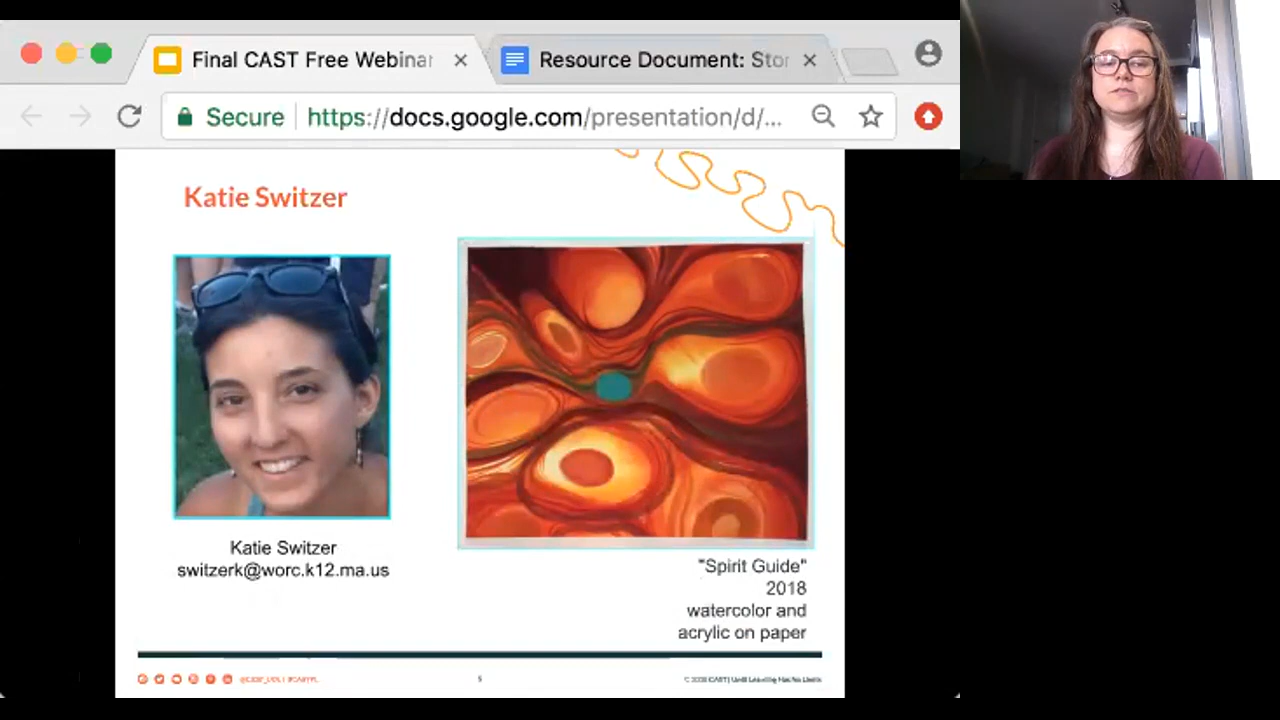 Final CAST Free Webinar
Resource Document: Stor
Secure https://docs.google.com/presentation/d/...
Katie Switzer
Katie Switzer
switzerk@worc.k12.ma.us
"Spirit Guide"
2018
watercolor and
acrylic on paper
5